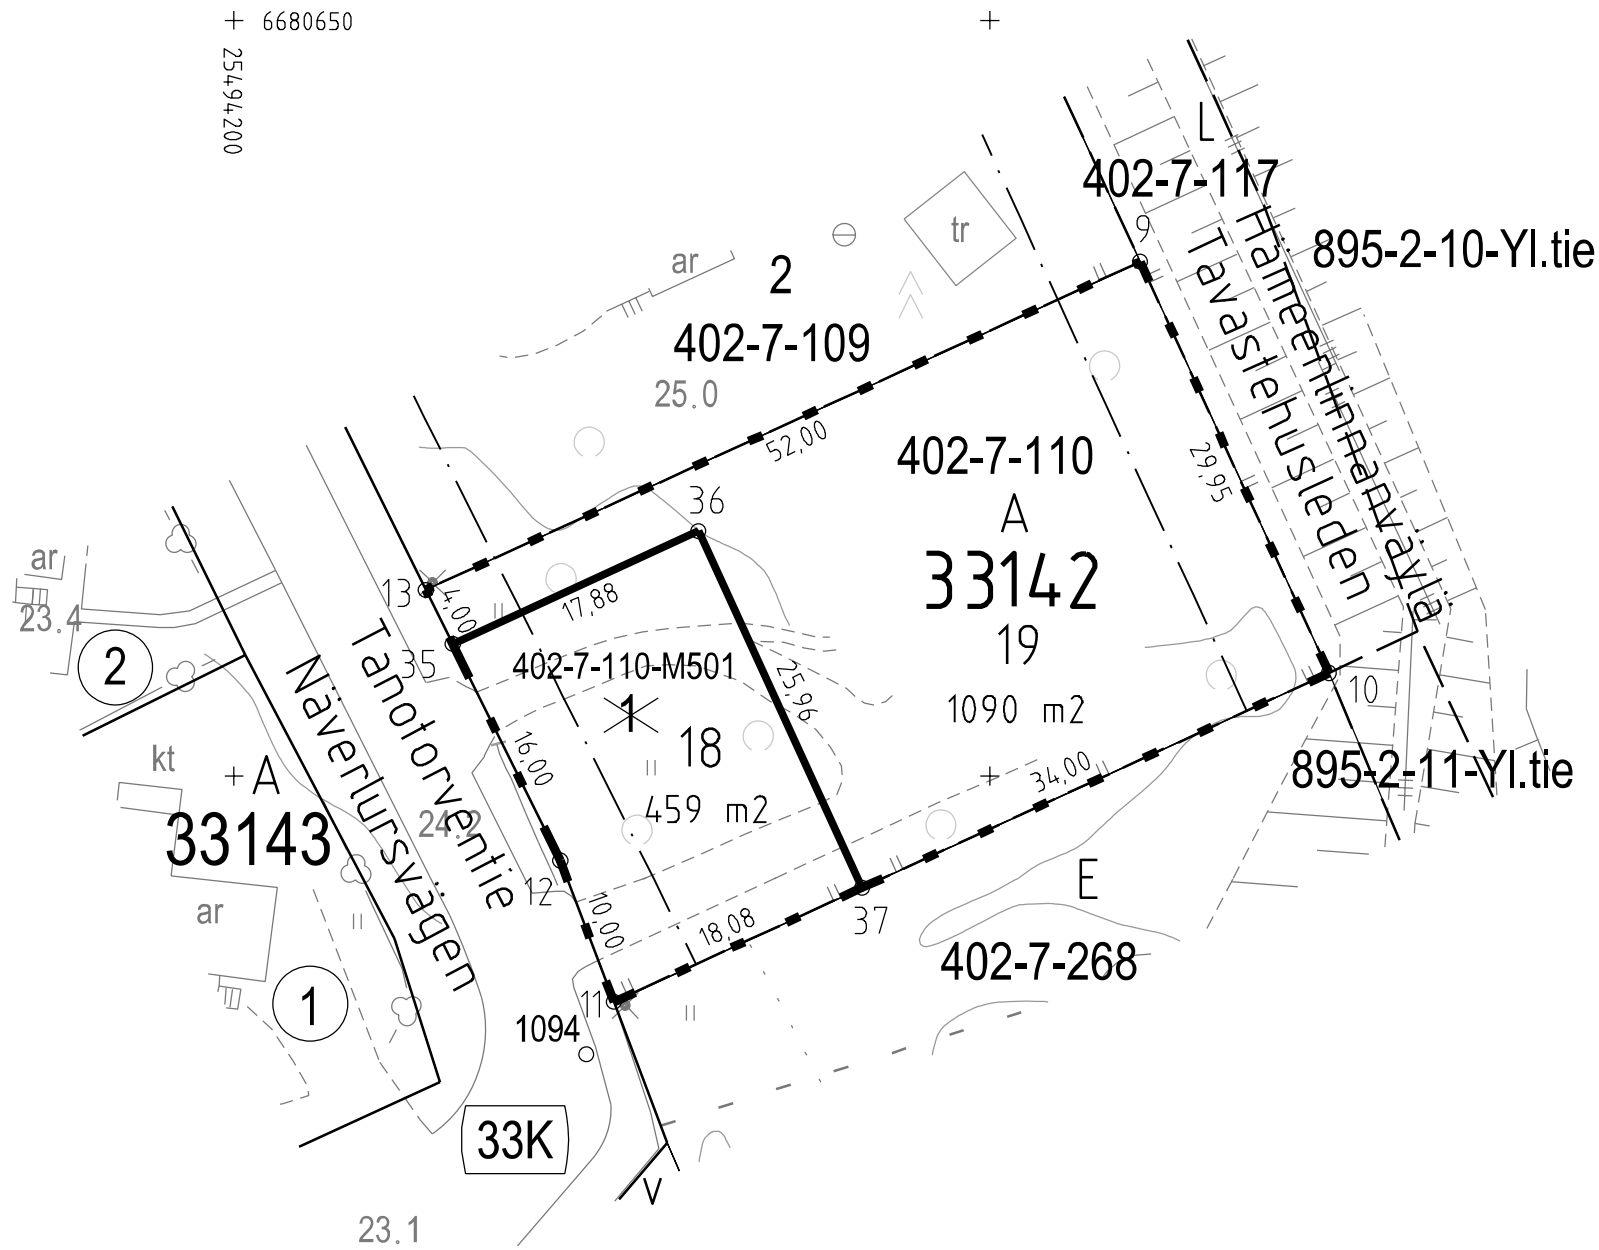 6680650
25494200
L
402-7-117
9
tr
895-2-10-Yl.tie
ar
2
402-7-109
25.0
Tavastehusleden
Hämeenlinnanväylä
52,00
29,95
402-7-110
A
33142
19
1090 m2
36
ar
23.4
2
13
4,00
17,88
35
402-7-110-M501
1
18
459 m2
25,96
16,00
10
34,00
895-2-11-Yl.tie
Näverlursvägen
Tanotorventie
kt
A
33143
24.2
ar
12
10,00
18,08
37
E
402-7-268
1
11
1094
33K
V
23.1